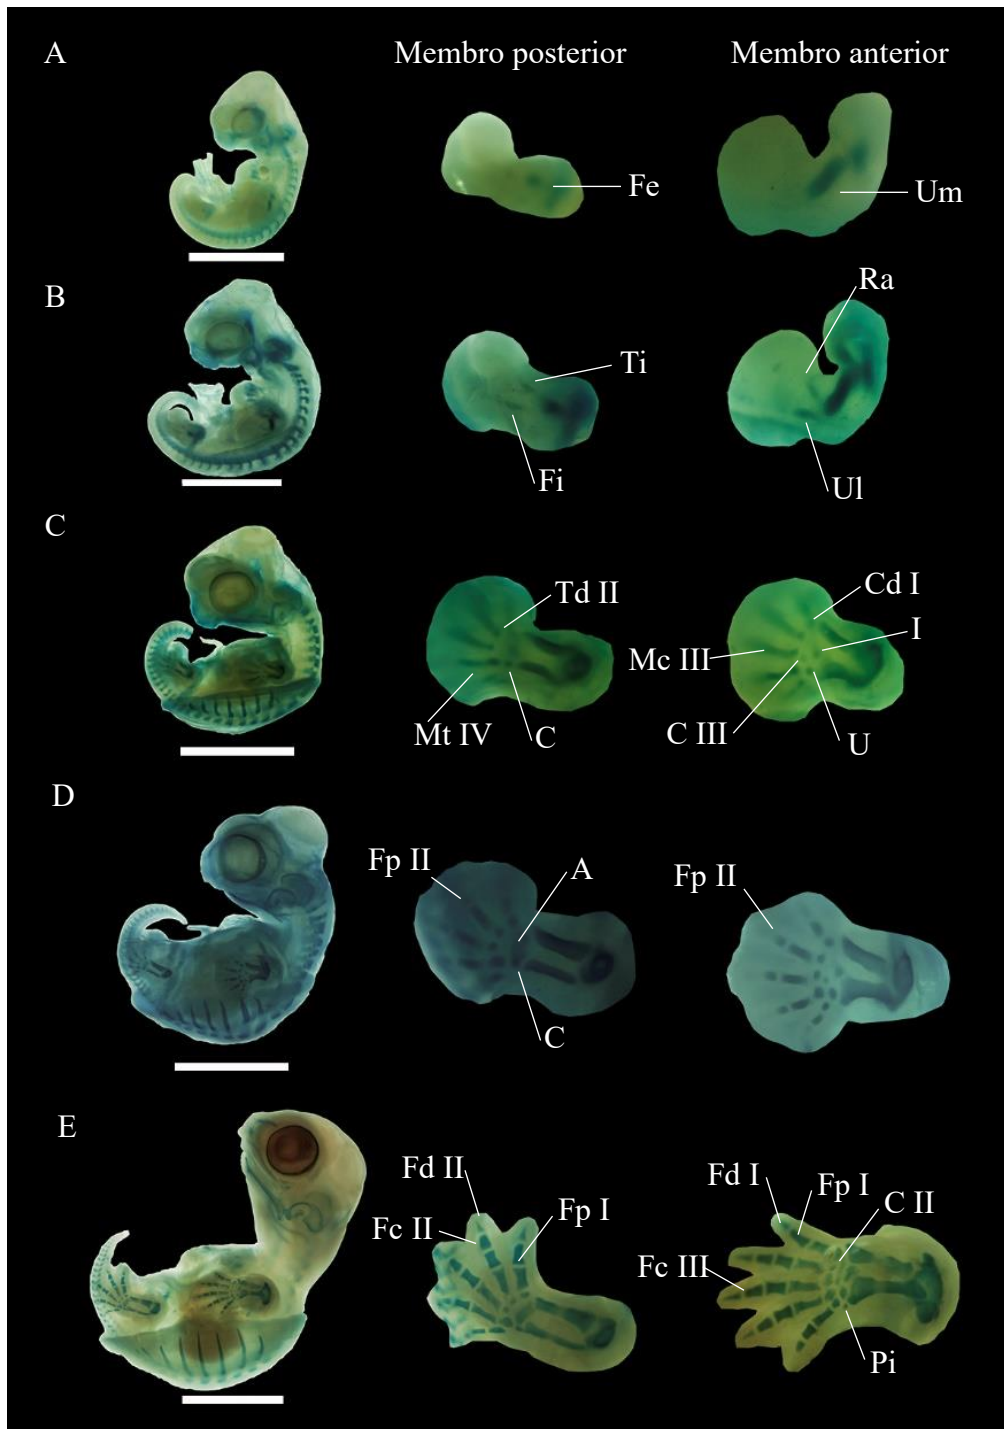 A
Membro posterior
Membro anterior
Fe
Um
B
Ra
Ti
Fi
Ul
C
Td II
Cd I
I
Mc III
Mt IV
C
C III
U
D
Fp II
A
Fp II
C
E
Fd II
Fp I
Fc II
Fd I
Fp I
C II
Fc III
Pi